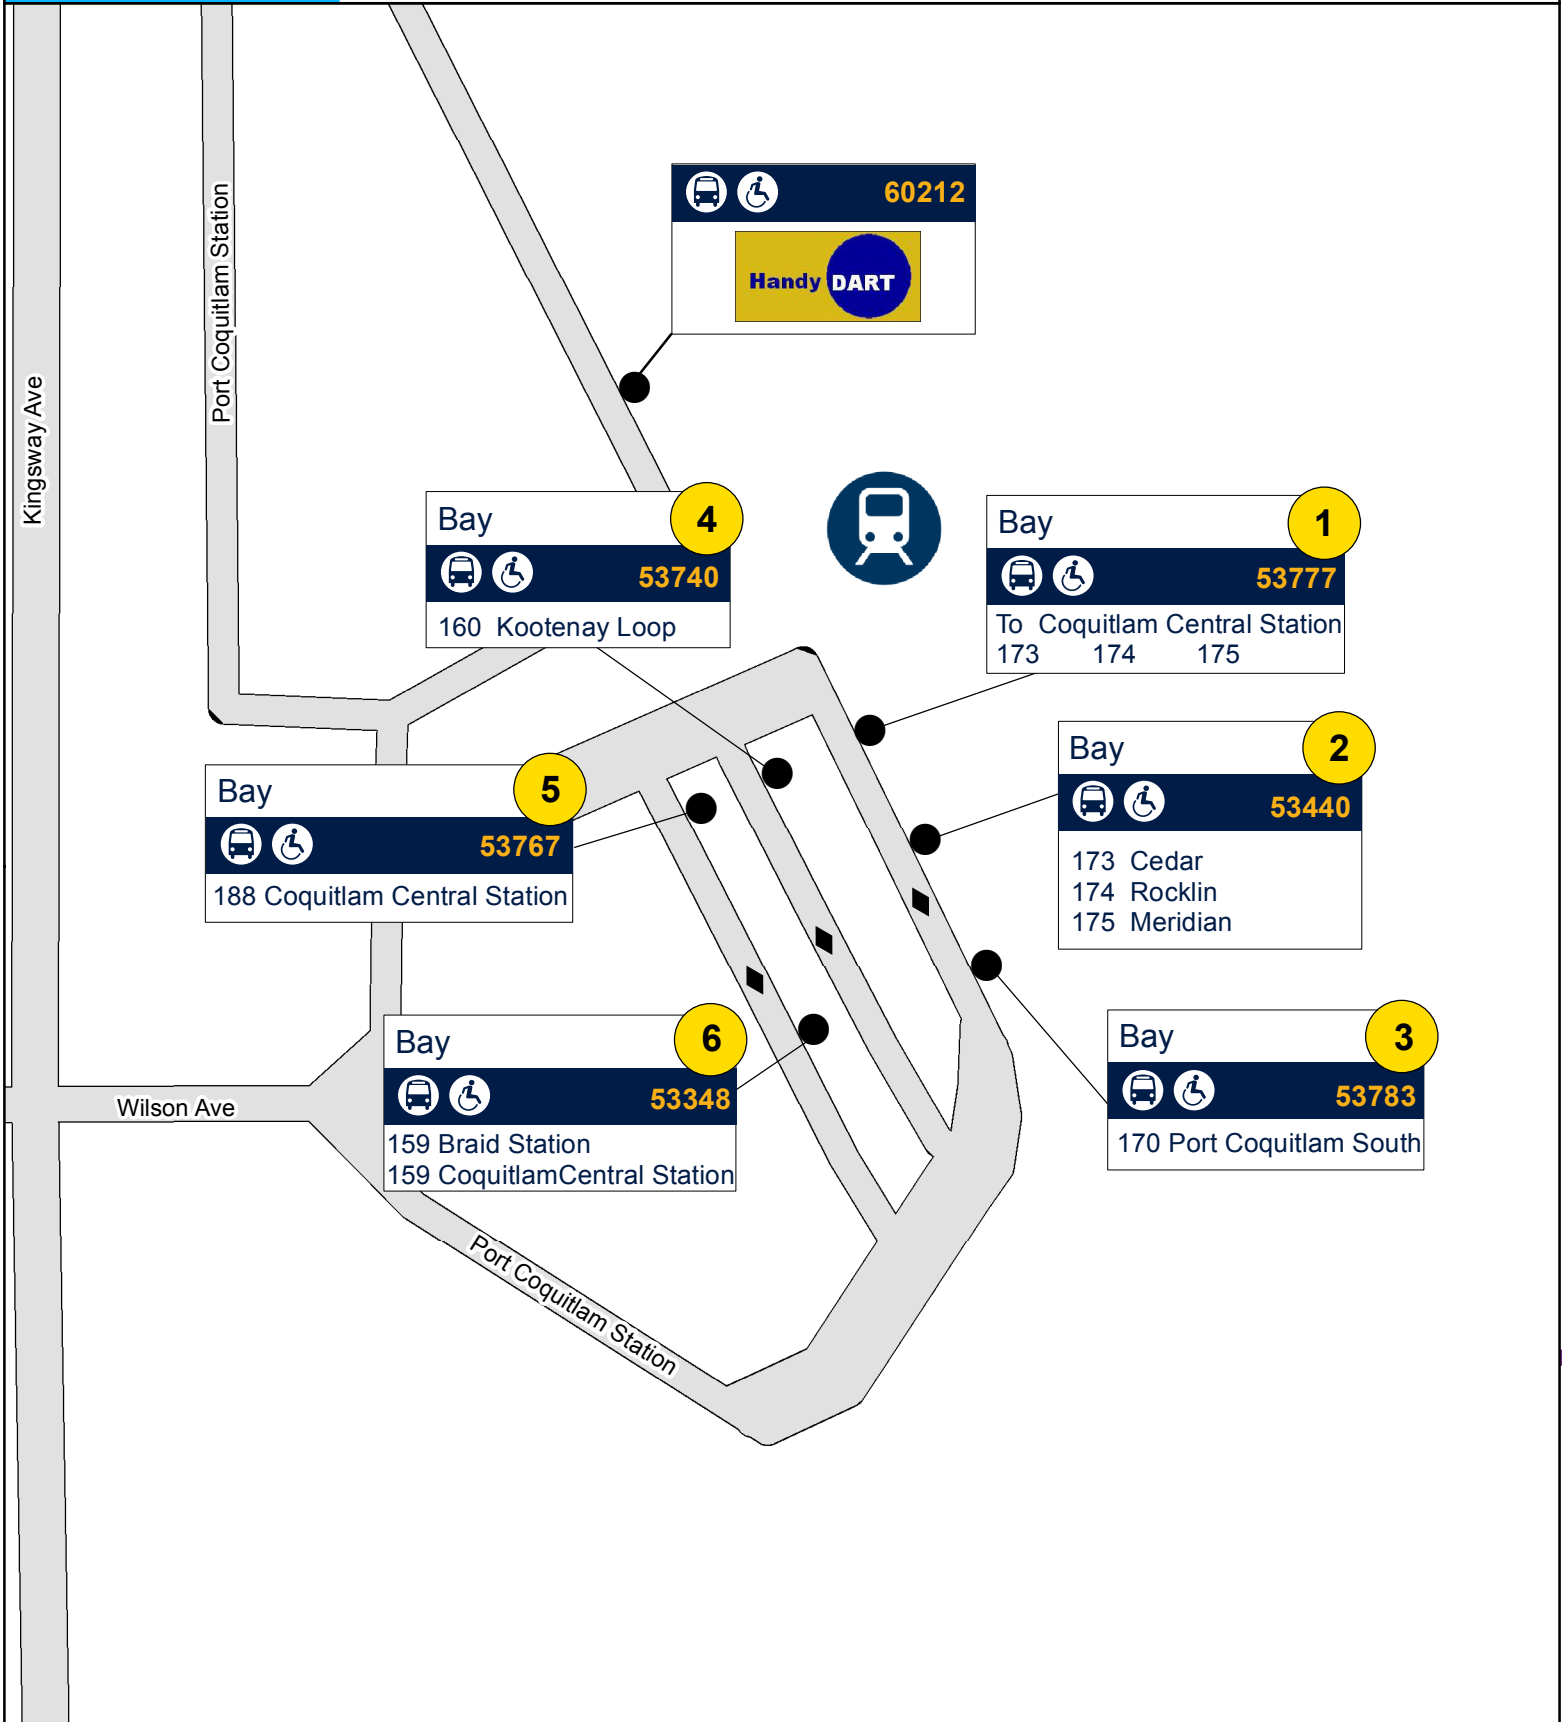 60212
Handy DART
Port Coquitlam Station
Kingsway Ave
Bay 4
53740
160 Kootenay Loop
Bay 1
53777
To Coquitlam Central Station
173 174 175
Bay 2
53440
173 Cedar
174 Rocklin
175 Meridian
Bay 5
53767
188 Coquitlam Central Station
Bay 6
53348
159 Braid Station
159 CoquitlamCentral Station
Bay 3
53783
170 Port Coquitlam South
Wilson Ave
Port Coquitlam Station